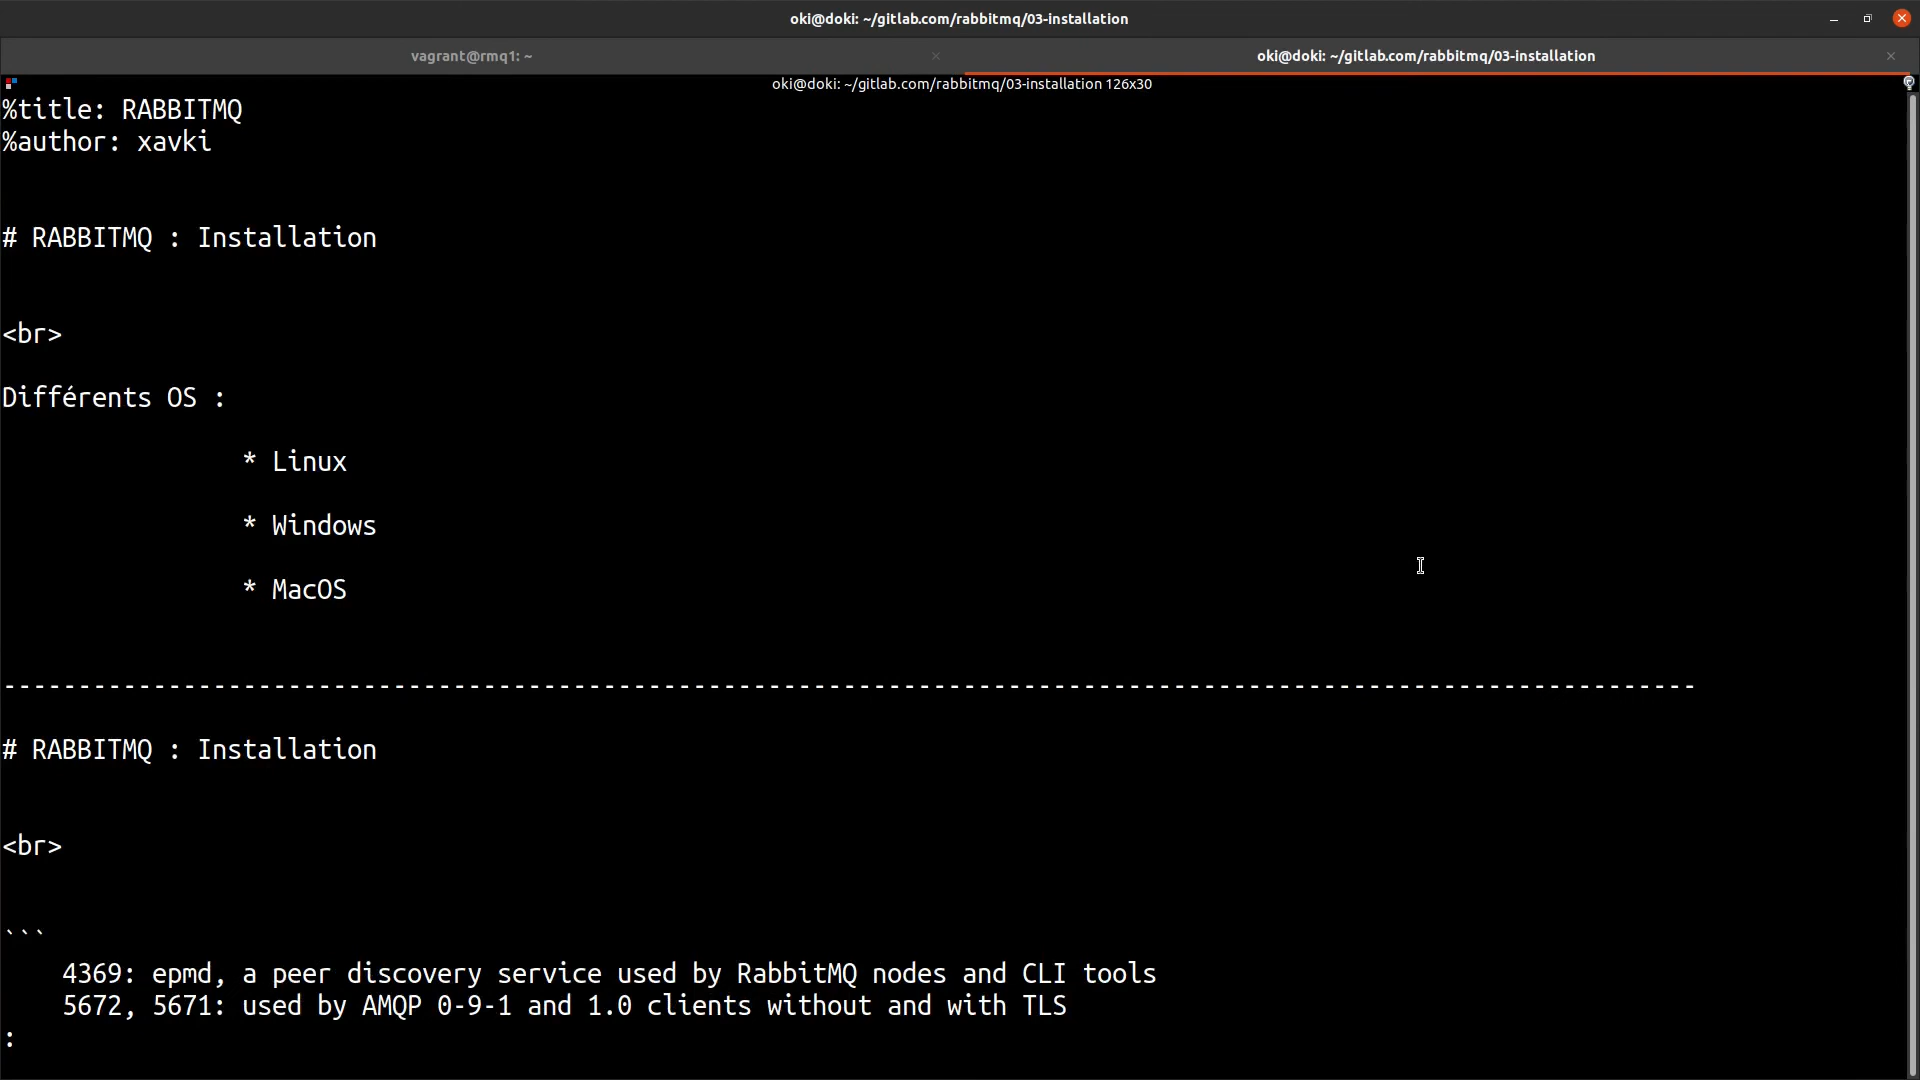 oki@doki: ~/gitlab.com/rabbitmq/03-installation
vagrant@rmq1: ~
oki@doki: ~/gitlab.com/rabbitmq/03-installation
oki@doki: ~/gitlab.com/rabbitmq/03-installation 126x30
%title: RABBITMQ
%author: xavki
# RABBITMQ : Installation
<br>
Différents OS :
* Linux
* Windows
* MacOS
-----------------------------------------------------------------------------------------------------------------
# RABBITMQ : Installation
<br>
```
4369: epmd, a peer discovery service used by RabbitMQ nodes and CLI tools
5672, 5671: used by AMQP 0-9-1 and 1.0 clients without and with TLS
: